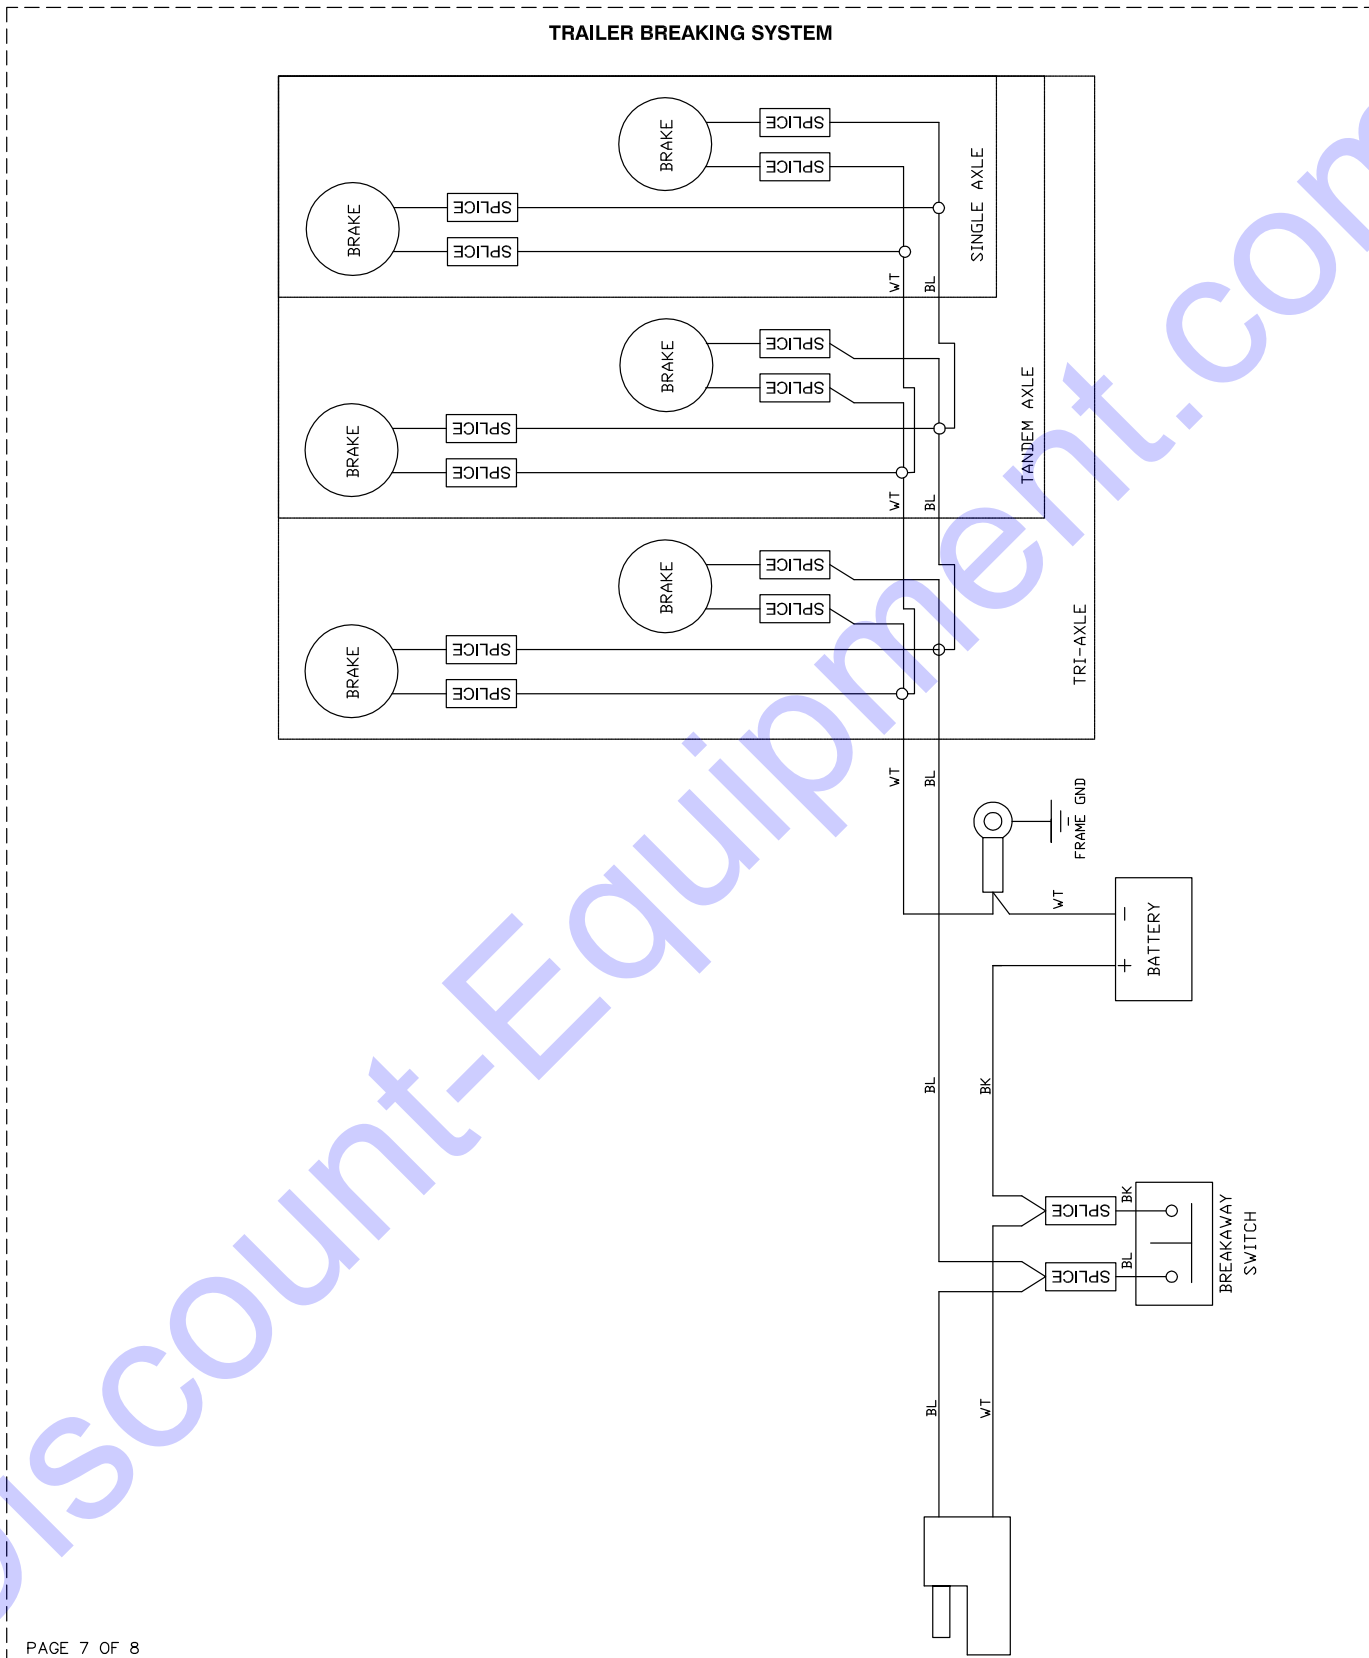 TRAILER BREAKING SYSTEM
BRAKE
SPLICE
SPLICE
BRAKE
SPLICE
SPLICE
SINGLE AXLE
WT
BL
BRAKE
SPLICE
SPLICE
BRAKE
SPLICE
SPLICE
TANDEM AXLE
WT
BL
BRAKE
SPLICE
SPLICE
BRAKE
SPLICE
SPLICE
TRI-AXLE
WT
BL
FRAME GND
WT
BATTERY
-
+
BL
BK
SPLICE
BK
SPLICE
BL
BREAKAWAY
SWITCH
BL
WT
PAGE 7 OF 8
Discount-Equipment.com